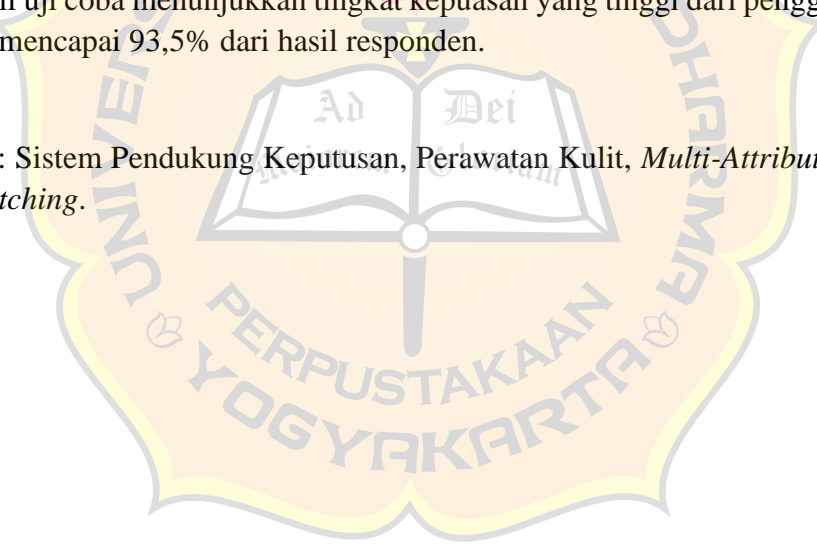 uji coba menunjukkan tingkat kepuasan yang tinggi dari
mencapai 93,5% dari hasil responden.
: Sistem Pendukung Keputusan, Perawatan Kulit, Multi-Attribut
tching.
Ad Dei
Gloriam
PERPUSTAKAAN
YOGYAKARTA